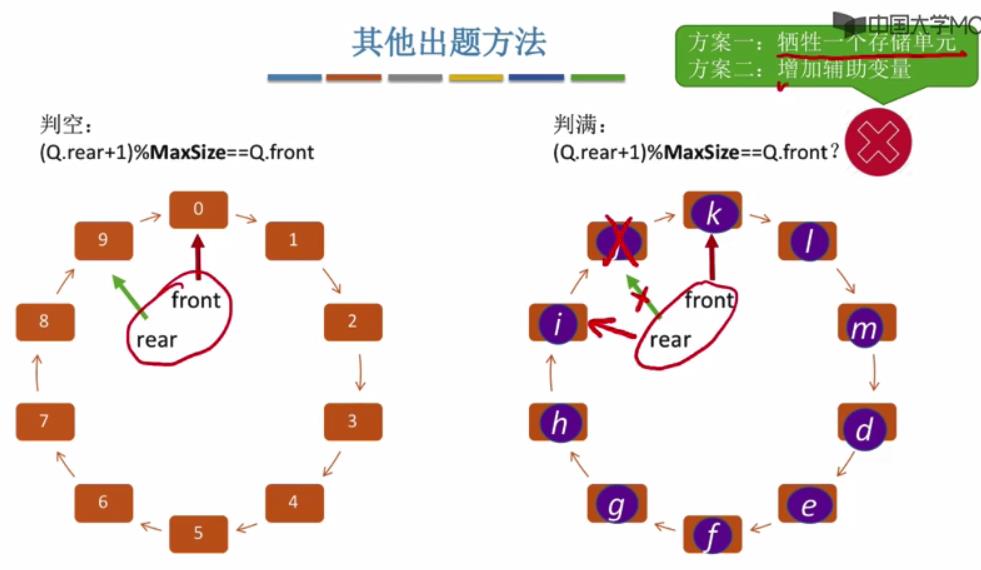 其他出题方法
中国大学MO
方案一：牺牲一个存储单元
方案二：增加辅助变量
判空：
(Q.rear+1)%MaxSize==Q.front
判满：
(Q.rear+1)%MaxSize==Q.front？
0
1
2
3
4
5
6
7
8
9
front
rear
k
l
m
d
e
f
g
h
i
front
rear